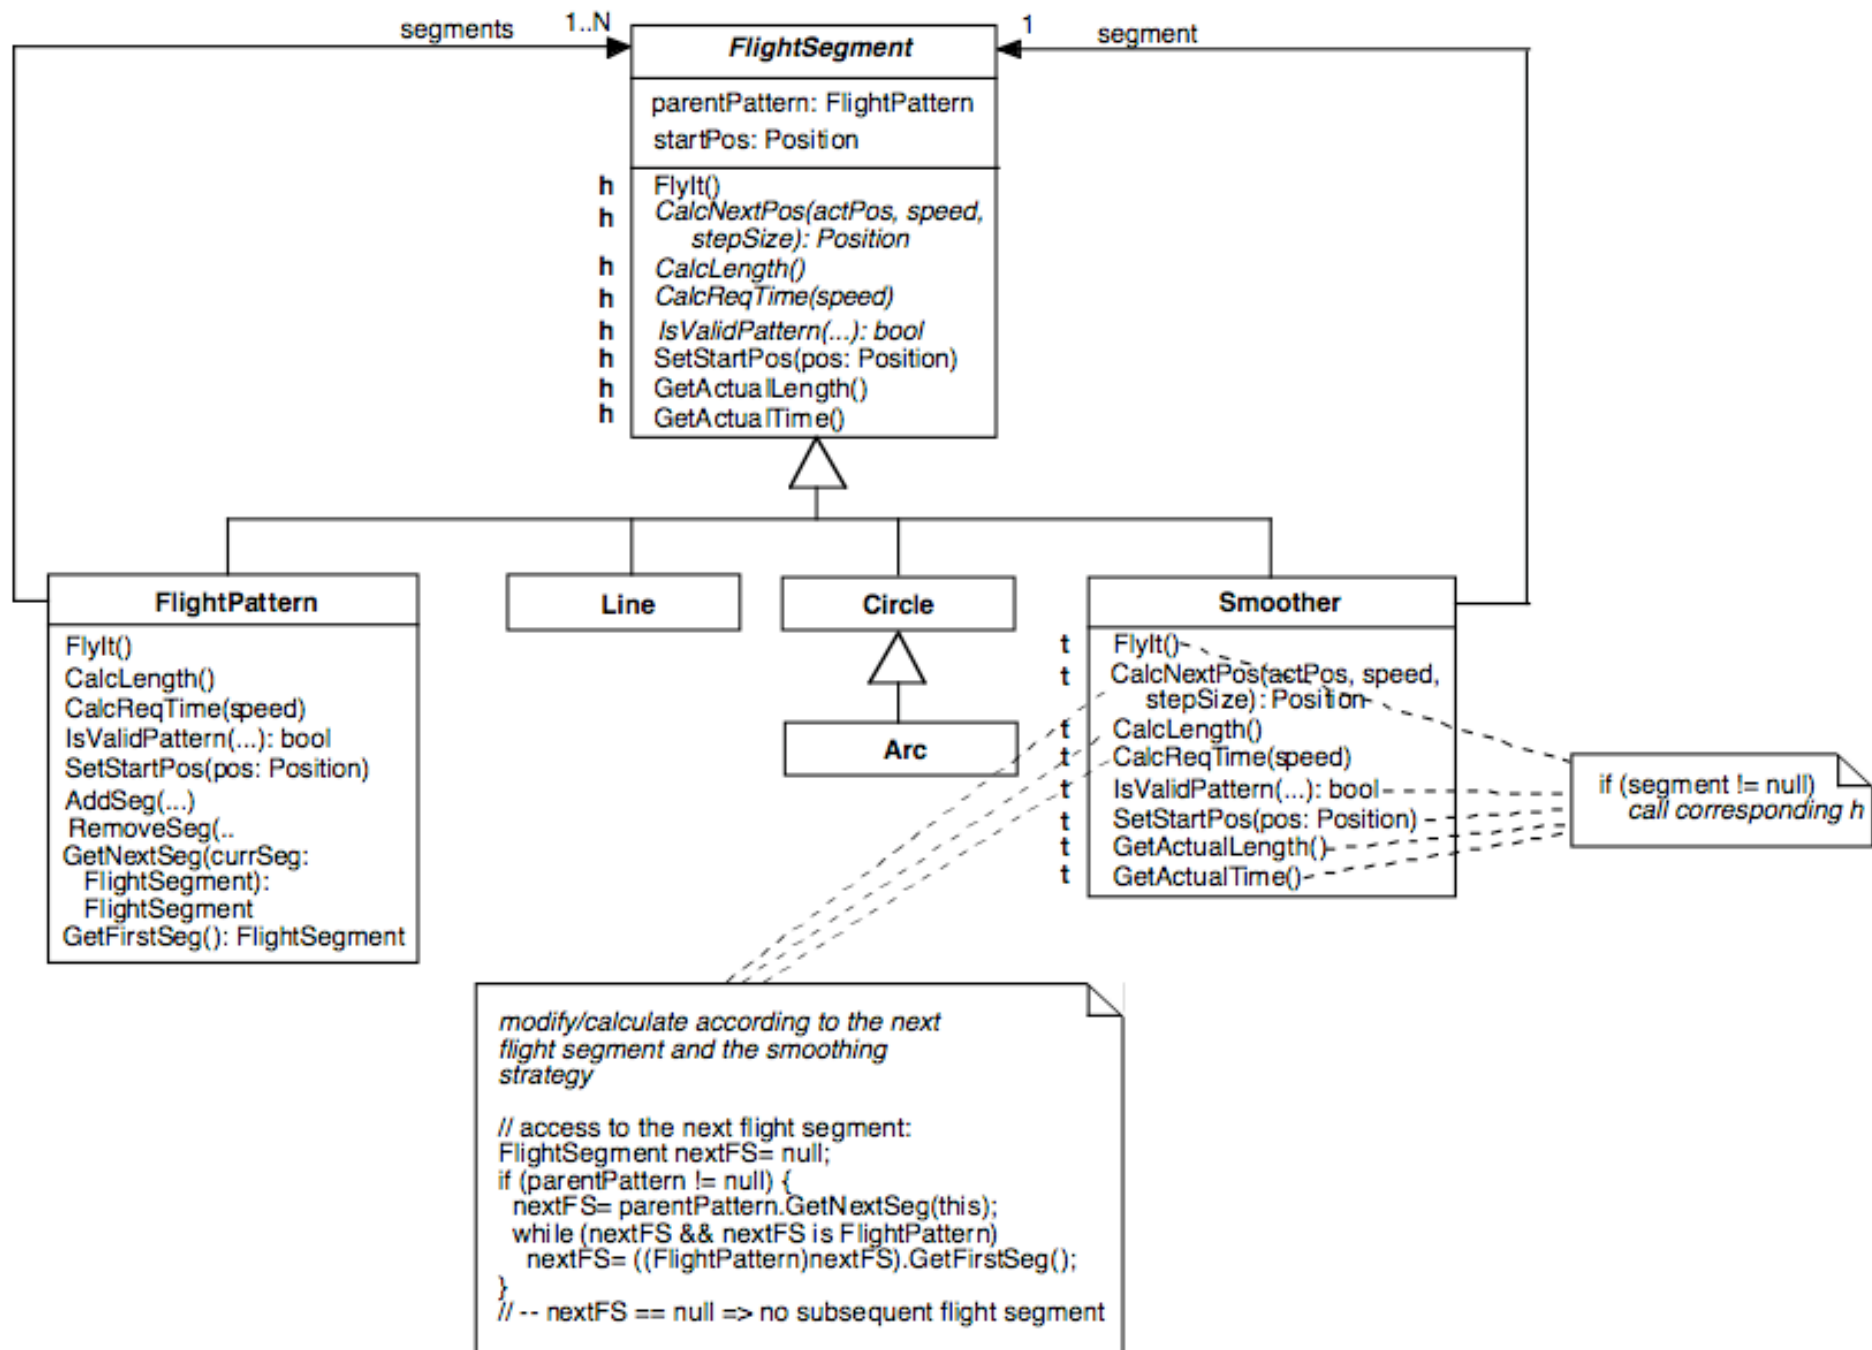 segments
1..N
1
segment
FlightSegment
parentPattern: FlightPattern
startPos: Position
h FlyIt()
h CalcNextPos(actPos, speed,
stepSize): Position
h CalcLength()
h CalcReqTime(speed)
h IsValidPattern(...): bool
h SetStartPos(pos: Position)
h GetActualLength()
h GetActualTime()
FlightPattern
FlyIt()
CalcLength()
CalcReqTime(speed)
IsValidPattern(...): bool
SetStartPos(pos: Position)
AddSeg(...)
RemoveSeg(..
GetNextSeg(currSeg:
FlightSegment):
FlightSegment
GetFirstSeg(): FlightSegment
Line
Circle
Arc
Smoother
t FlyIt()
t CalcNextPos(actPos, speed,
stepSize): Position
t CalcLength()
t CalcReqTime(speed)
t IsValidPattern(...): bool
t SetStartPos(pos: Position)
t GetActualLength()
t GetActualTime()
if (segment != null)
call corresponding h
modify/calculate according to the next
flight segment and the smoothing
strategy
// access to the next flight segment:
FlightSegment nextFS= null;
if (parentPattern != null) {
nextFS= parentPattern.GetNextSeg(this);
while (nextFS && nextFS is FlightPattern)
nextFS= ((FlightPattern)nextFS).GetFirstSeg();
}
// -- nextFS == null => no subsequent flight segment